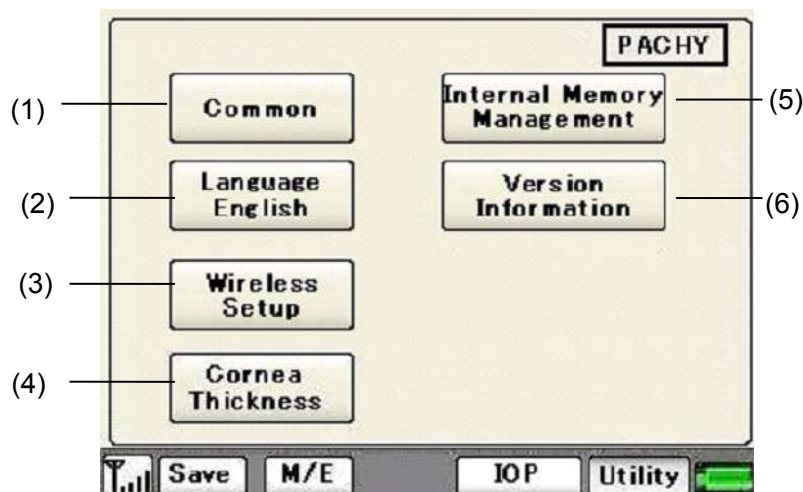 PACHY
(1)
Common
Internal Memory
Management
(5)
(2)
Language
English
Version
Information
(6)
(3)
Wireless
Setup
(4)
Cornea
Thickness
Save
M/E
IOP
Utility